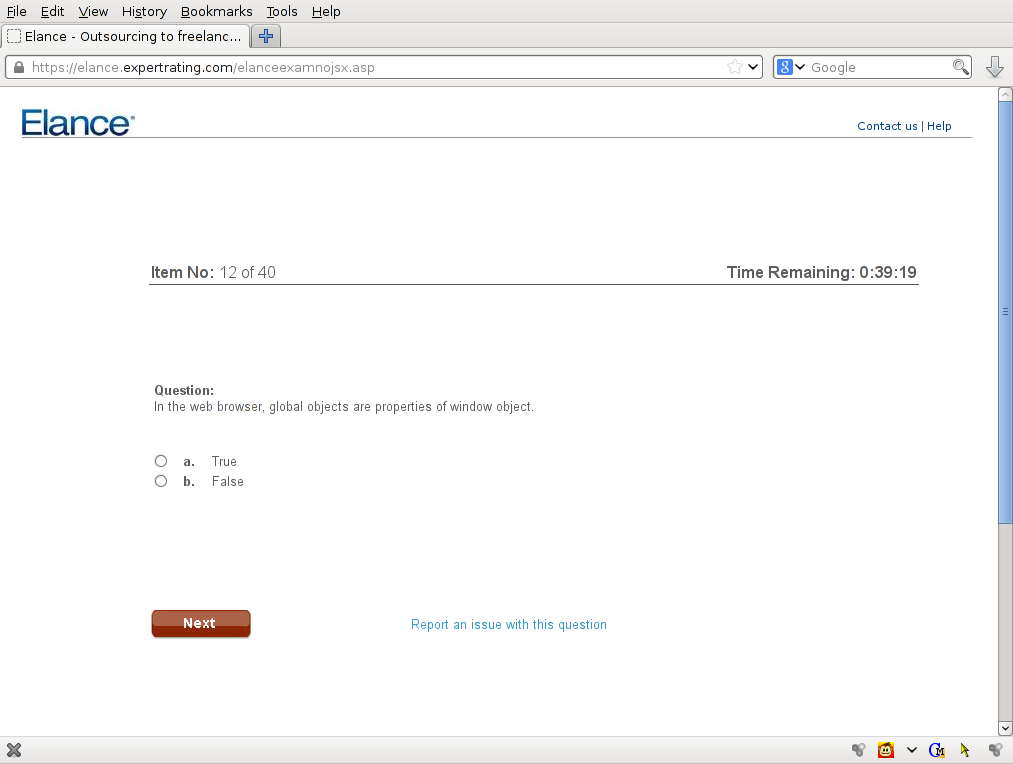 File Edit View History Bookmarks Tools Help
Elance - Outsourcing to freelanc...
https://elance.expertrating.com/elanceexamnojsx.asp
8 Google
Elance
Contact us | Help
Item No: 12 of 40
Time Remaining: 0:39:19
Question:
In the web browser, global objects are properties of window object.
a. True
b. False
Next
Report an issue with this question